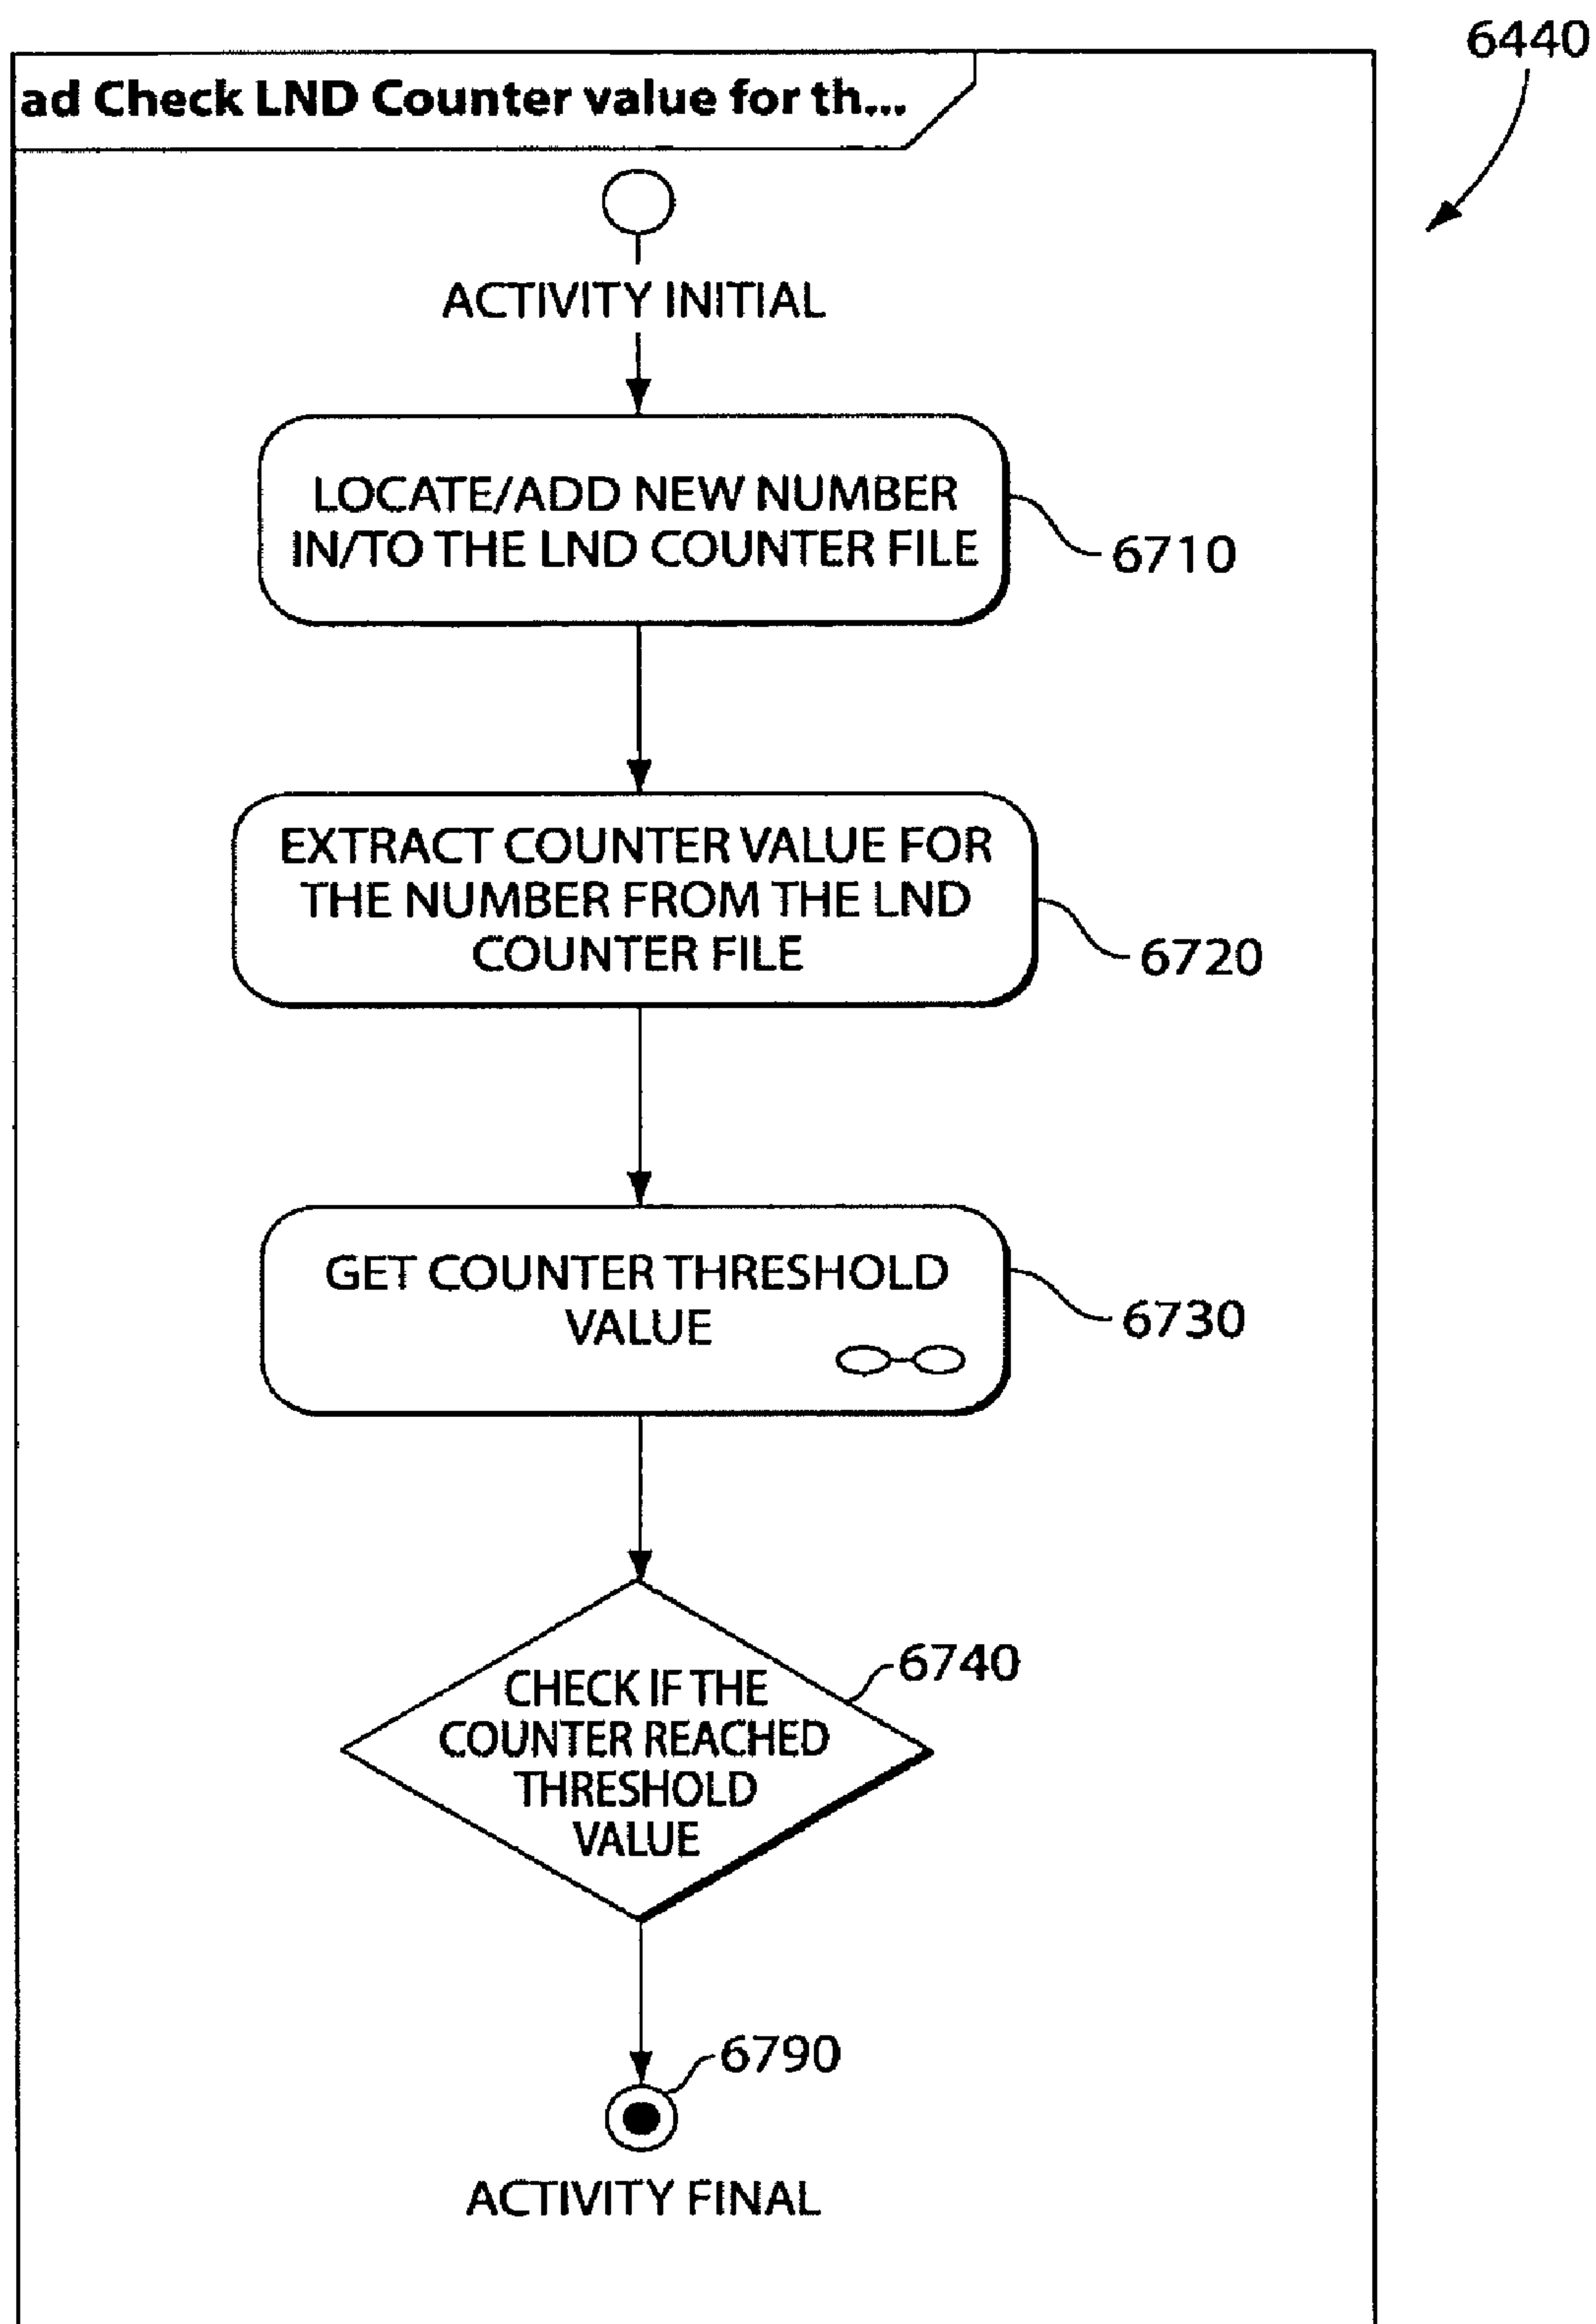 6440
ad Check LND Counter value for th...
ACTIVITY INITIAL
LOCATE/ADD NEW NUMBER
IN/TO THE LND COUNTER FILE
6710
EXTRACT COUNTER VALUE FOR
THE NUMBER FROM THE LND
COUNTER FILE
6720
GET COUNTER THRESHOLD
VALUE
6730
CHECK IF THE
COUNTER REACHED
THRESHOLD
VALUE
6740
6790
ACTIVITY FINAL